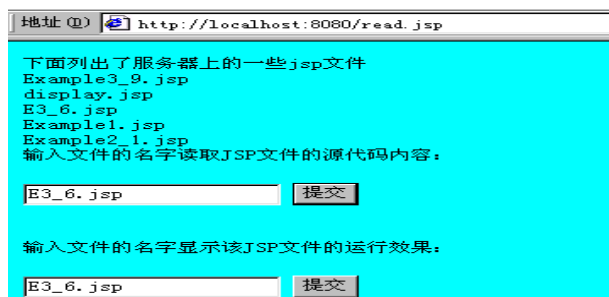 地址(D) http://localhost:8080/read.jsp
下面列出了服务器上的一些jsp文件
Example3_9.jsp
display.jsp
E3_6.jsp
Example1.jsp
Example2_1.jsp
输入文件的名字读取JSP文件的源代码内容:
E3_6.jsp 提交
输入文件的名字显示该JSP文件的运行效果:
E3_6.jsp 提交